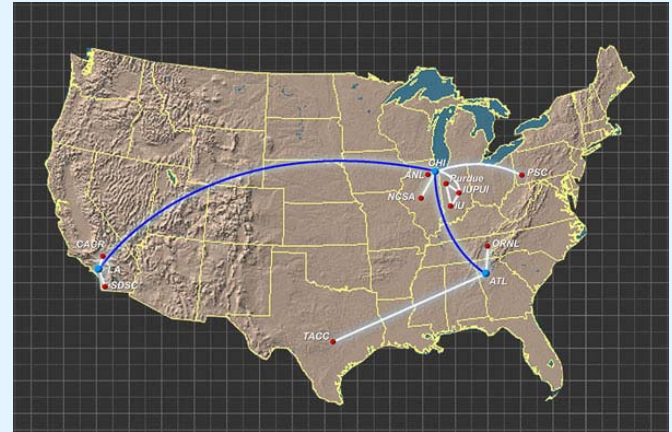 CHI
ANL
Purdue
IUPUI
PSC
NCSA
IU
CACR
LA
SDSC
ORNL
ATL
TACC